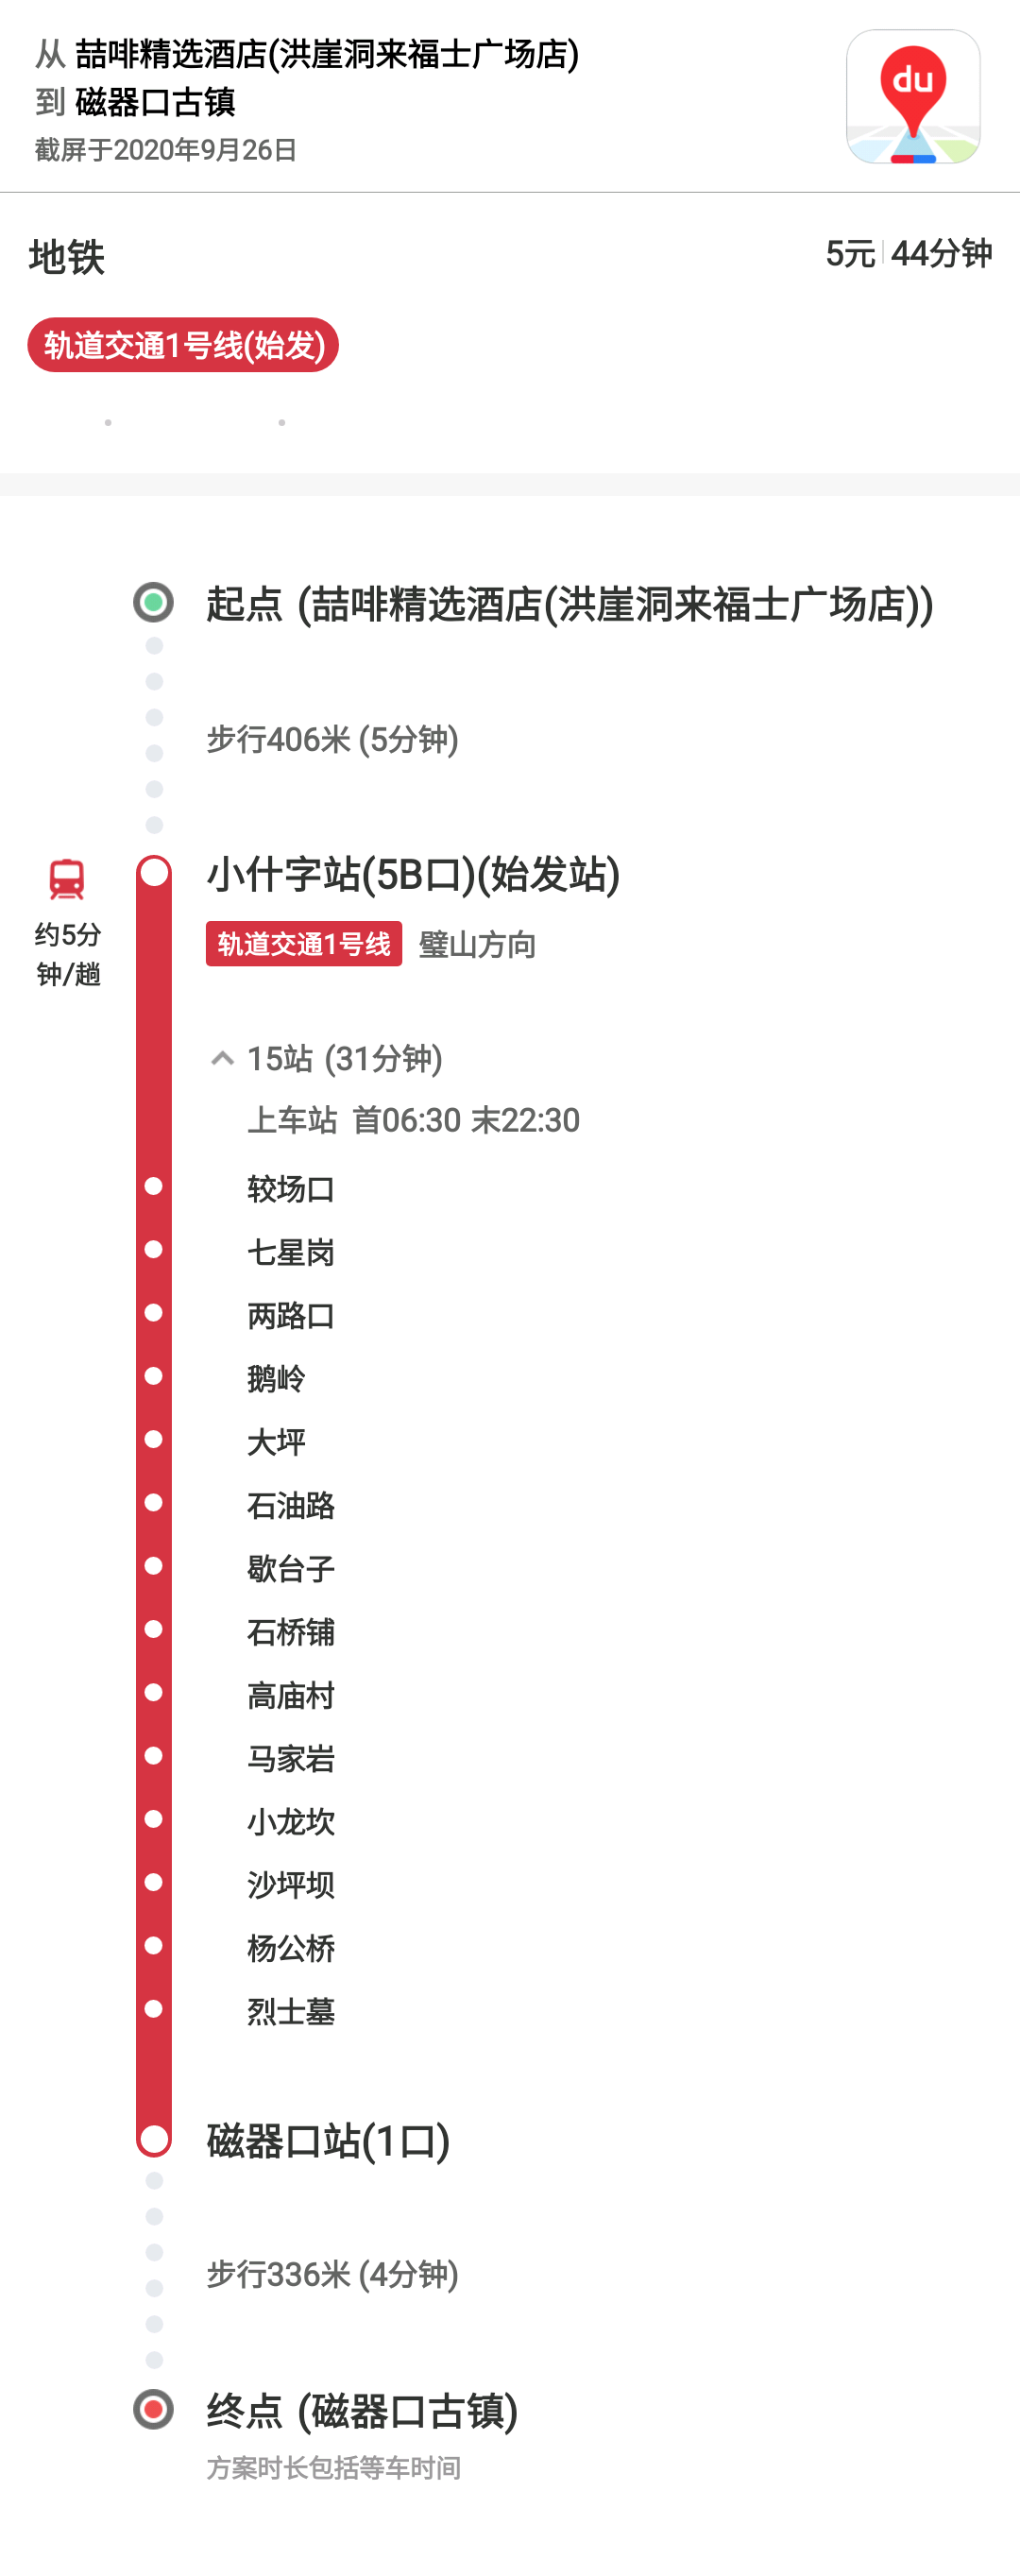 从 喆啡精选酒店(洪崖洞来福士广场店)
到 磁器口古镇
截屏于2020年9月26日
du
地铁
5元 44分钟
轨道交通1号线(始发)
起点 (喆啡精选酒店(洪崖洞来福士广场店))
步行406米 (5分钟)
小什字站(5B口)(始发站)
约5分
钟/趟
轨道交通1号线 璧山方向
15站 (31分钟)
上车站 首06:30 末22:30
较场口
七星岗
两路口
鹅岭
大坪
石油路
歇台子
石桥铺
高庙村
马家岩
小龙坎
沙坪坝
杨公桥
烈士墓
磁器口站(1口)
步行336米 (4分钟)
终点 (磁器口古镇)
方案时长包括等车时间